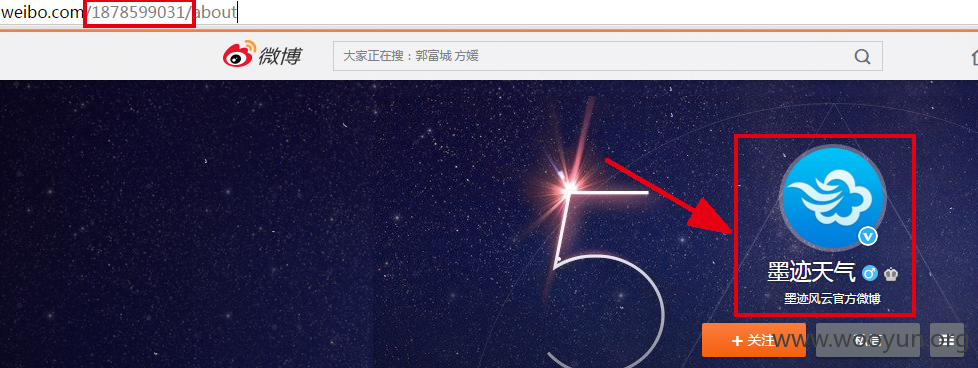 weibo.com/1878599031/about
微博
大家正在搜：郭富城 方媛
5
墨迹天气
墨迹风云官方微博
+ 关注
www.wooyun.org